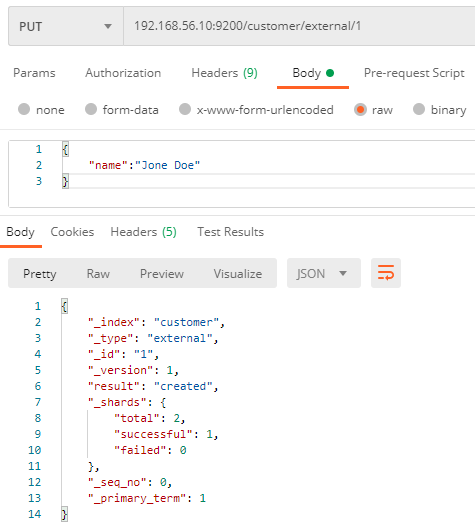 PUT 192.168.56.10:9200/customer/external/1
Params Authorization Headers (9) Body Pre-request Script
none form-data x-www-form-urlencoded raw binary
1 {
2 "name":"Jone Doe"
3 }
Body Cookies Headers (5) Test Results
Pretty Raw Preview Visualize JSON
1 {
2 "_index": "customer",
3 "_type": "external",
4 "_id": "1",
5 "_version": 1,
6 "result": "created",
7 "_shards": {
8 "total": 2,
9 "successful": 1,
10 "failed": 0
11 },
12 "_seq_no": 0,
13 "_primary_term": 1
14 }